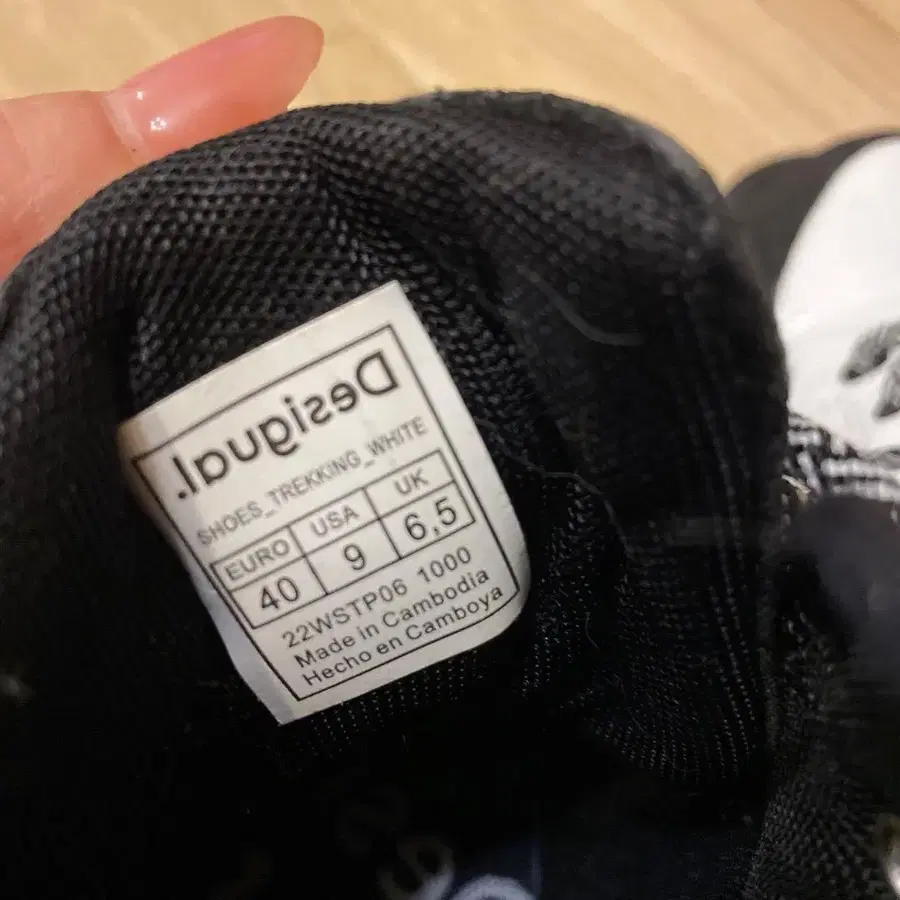 Desigual.
SHOES_TREKKING_WHITE
EURO USA UK
40 9 6,5
22WSTP06 1000
Made in Cambodia
Hecho en Camboya